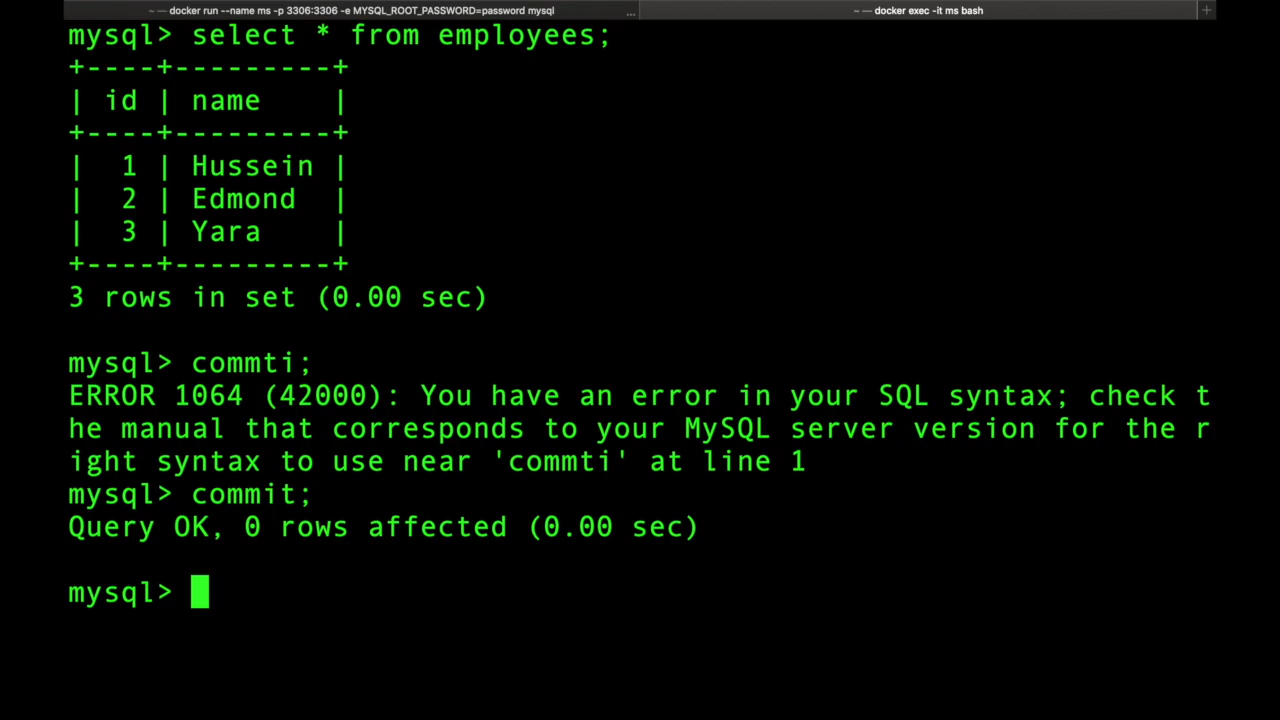 ~ — docker run --name ms -p 3306:3306 -e MYSQL_ROOT_PASSWORD=password mysql ... ~ — docker exec -it ms bash +
mysql> select * from employees;
+----+---------+
| id | name    |
+----+---------+
|  1 | Hussein |
|  2 | Edmond  |
|  3 | Yara    |
+----+---------+
3 rows in set (0.00 sec)
mysql> commti;
ERROR 1064 (42000): You have an error in your SQL syntax; check t
he manual that corresponds to your MySQL server version for the r
ight syntax to use near 'commti' at line 1
mysql> commit;
Query OK, 0 rows affected (0.00 sec)
mysql>